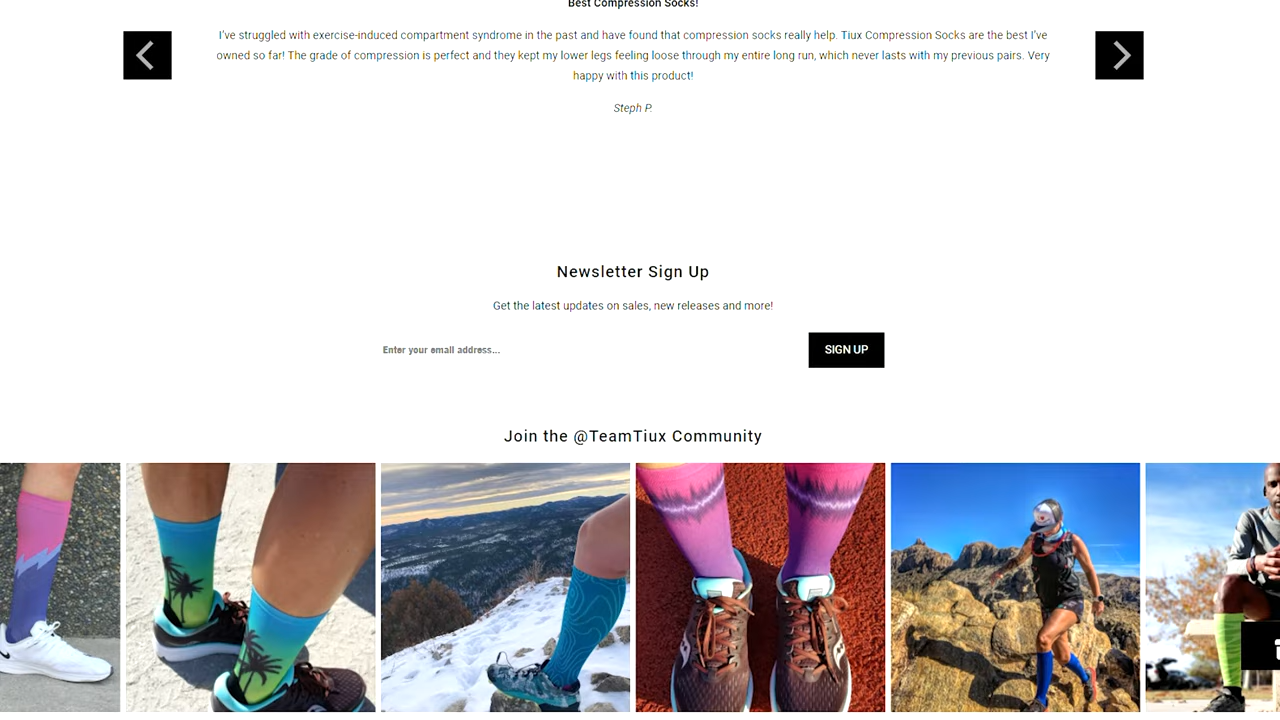 Best Compression Socks!
I've struggled with exercise-induced compartment syndrome in the past and have found that compression socks really help. Tiux Compression Socks are the best I've
owned so far! The grade of compression is perfect and they kept my lower legs feeling loose through my entire long run, which never lasts with my previous pairs. Very
happy with this product!
Steph P.
Newsletter Sign Up
Get the latest updates on sales, new releases and more!
Enter your email address...
SIGN UP
Join the @TeamTiux Community